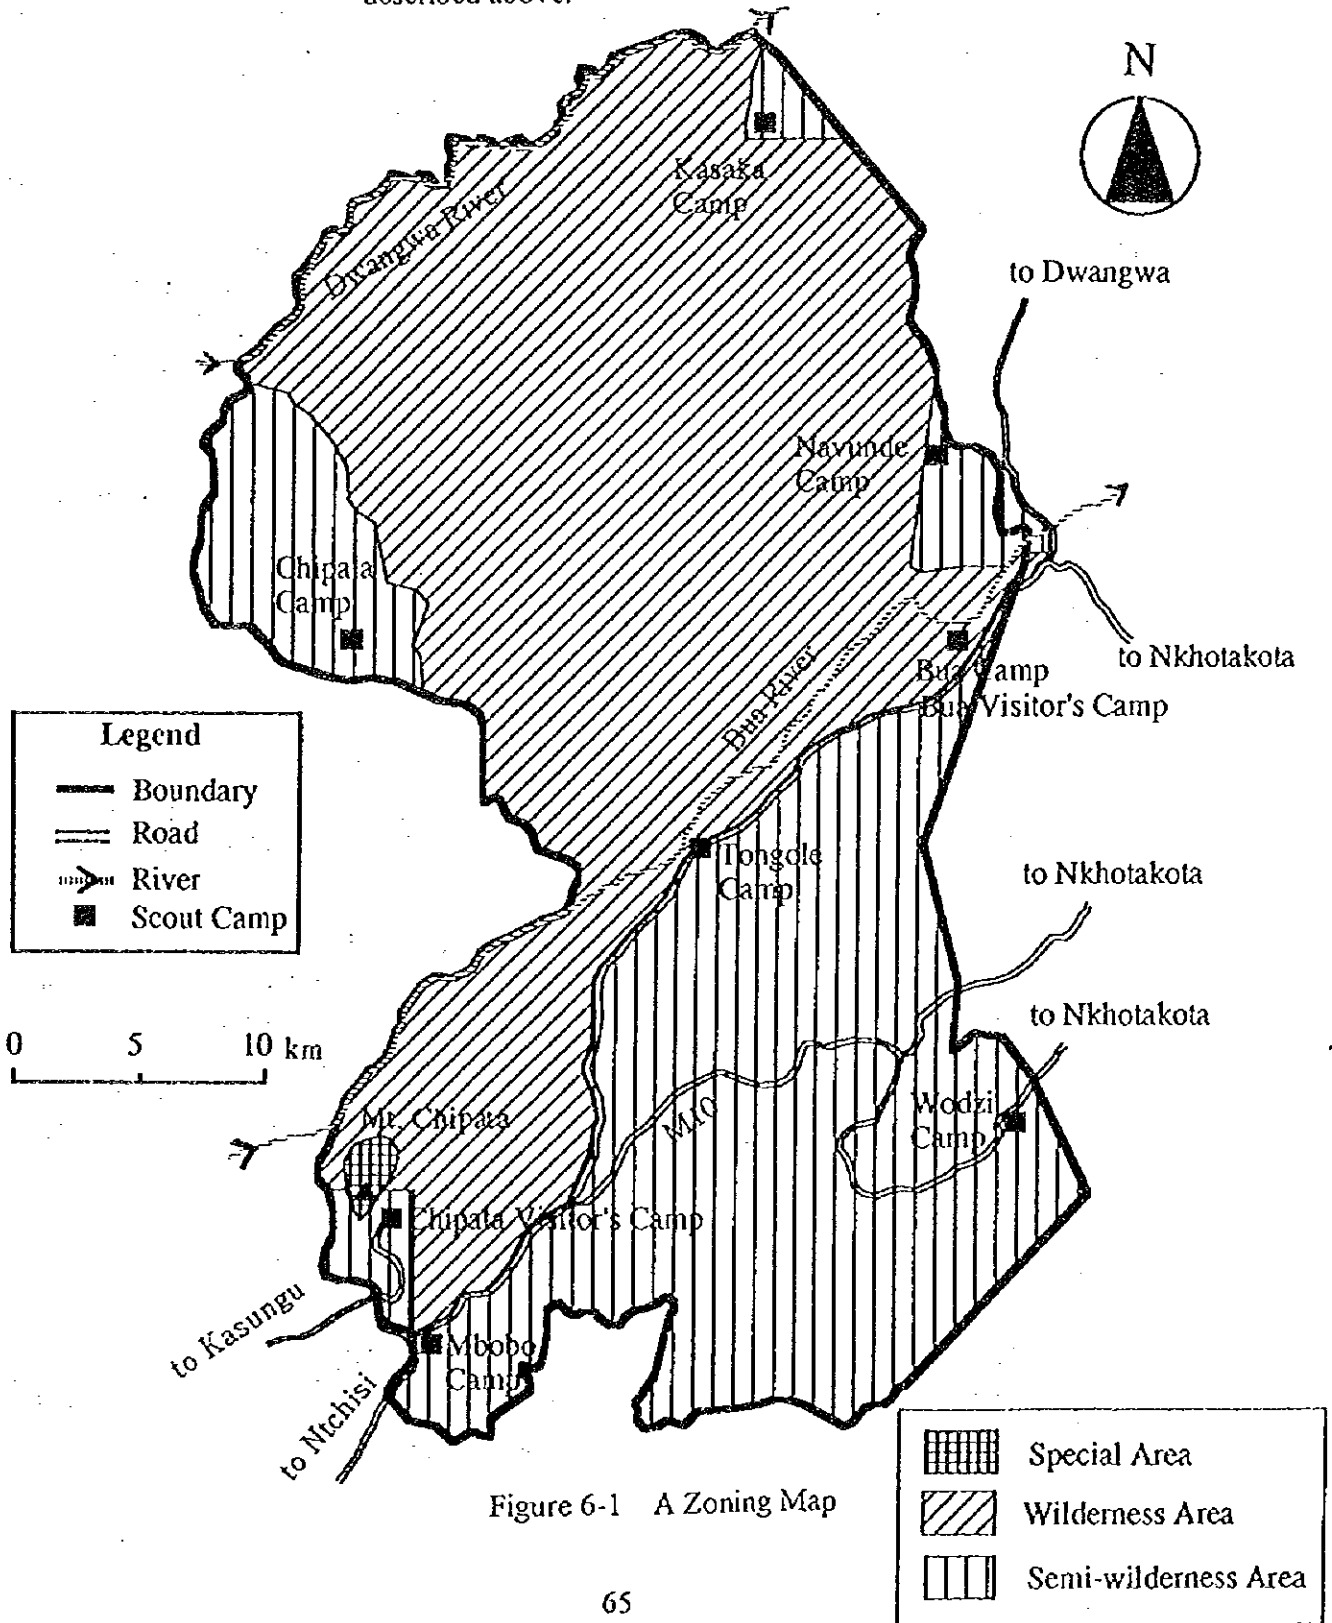 described above.
N
Kasaka
Camp
Dwangwa River
to Dwangwa
Navunde
Camp
Chipata
Camp
to Nkhotakota
Bua Camp
Bua Visitor's Camp
Bua River
Legend
Boundary
Road
River
Scout Camp
Tongole
Camp
to Nkhotakota
to Nkhotakota
0 5 10 km
Mt. Chipata
M10
Wodzi
Camp
Chipata Visitor's Camp
to Kasungu
Mbobo
Camp
to Ntchisi
Special Area
Wilderness Area
Semi-wilderness Area
Figure 6-1 A Zoning Map
65